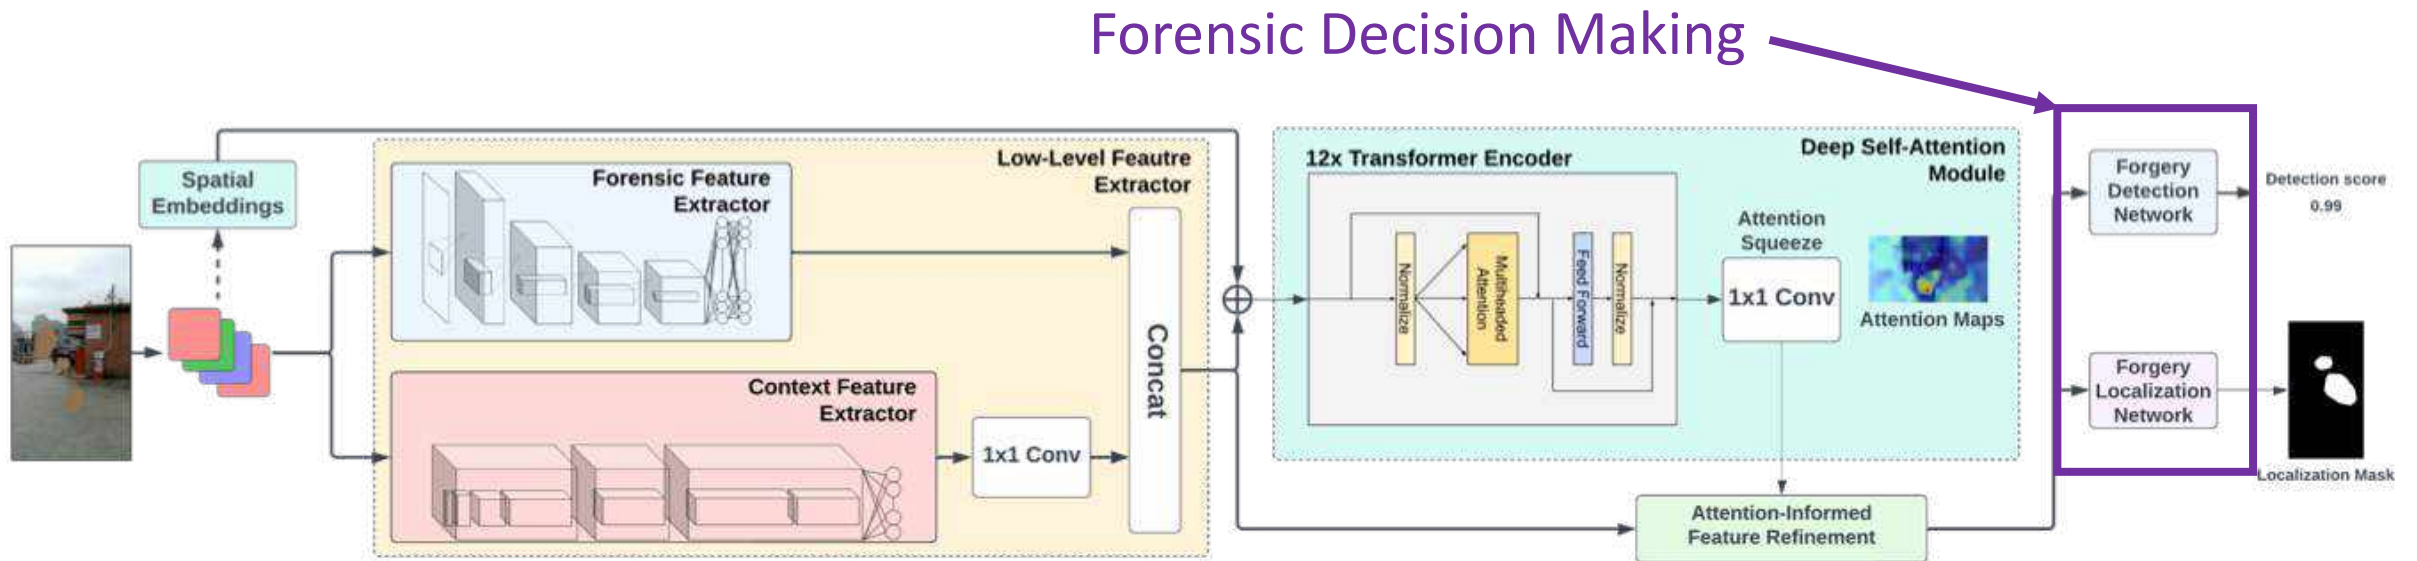 Forensic Decision Making
Spatial
Embeddings
Low-Level Feautre
Extractor
Forensic Feature
Extractor
Context Feature
Extractor
1x1 Conv
Concat
12x Transformer Encoder
Deep Self-Attention
Module
Normalize
Multiheaded
Attention
Feed Forward
Normalize
Attention
Squeeze
1x1 Conv
Attention Maps
Attention-Informed
Feature Refinement
Forgery
Detection
Network
Detection score
0.99
Forgery
Localization
Network
Localization Mask